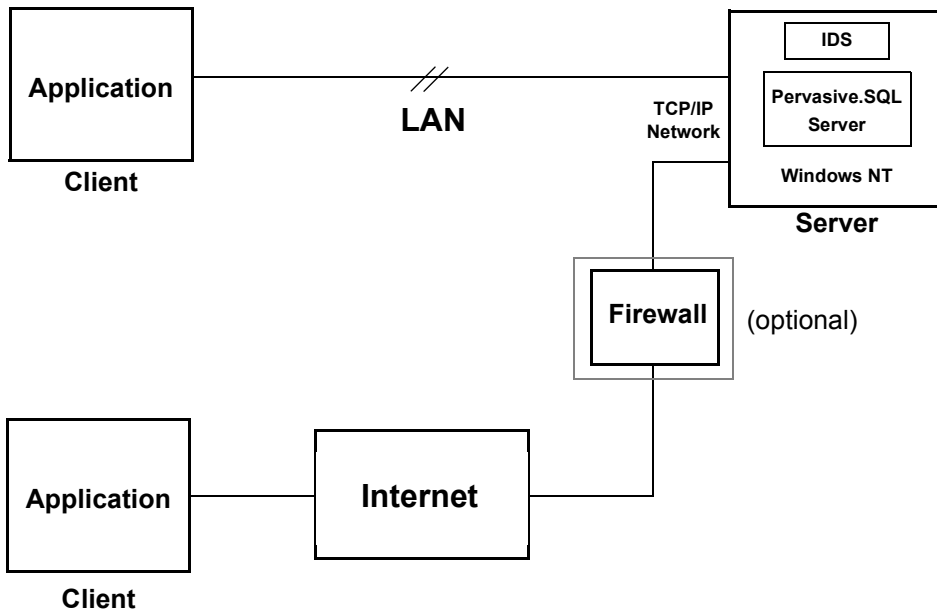 Application
Client
LAN
TCP/IP
Network
IDS
Pervasive.SQL
Server
Windows NT
Server
Firewall
(optional)
Application
Client
Internet